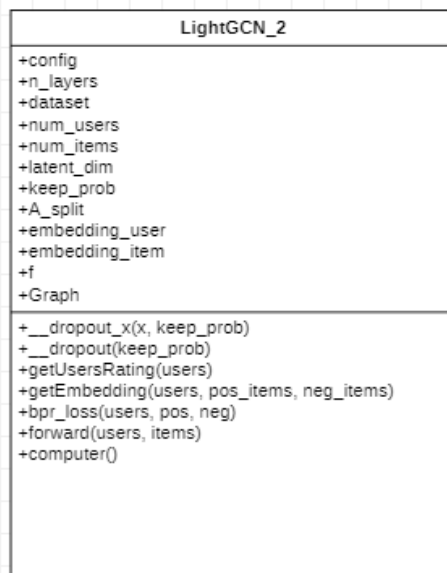 LightGCN_2
+config
+n_layers
+dataset
+num_users
+num_items
+latent_dim
+keep_prob
+A_split
+embedding_user
+embedding_item
+f
+Graph
+__dropout_x(x, keep_prob)
+__dropout(keep_prob)
+getUsersRating(users)
+getEmbedding(users, pos_items, neg_items)
+bpr_loss(users, pos, neg)
+forward(users, items)
+computer()